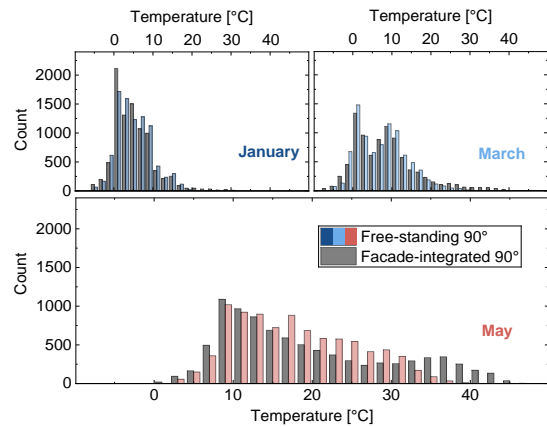 Temperature [°C] Temperature [°C]
0 10 20 30 40 0 10 20 30 40
2000
1500
1000
500
0
Count
January
March
2000
1500
1000
500
0
Count
Free-standing 90°
Facade-integrated 90°
May
0 10 20 30 40
Temperature [°C]